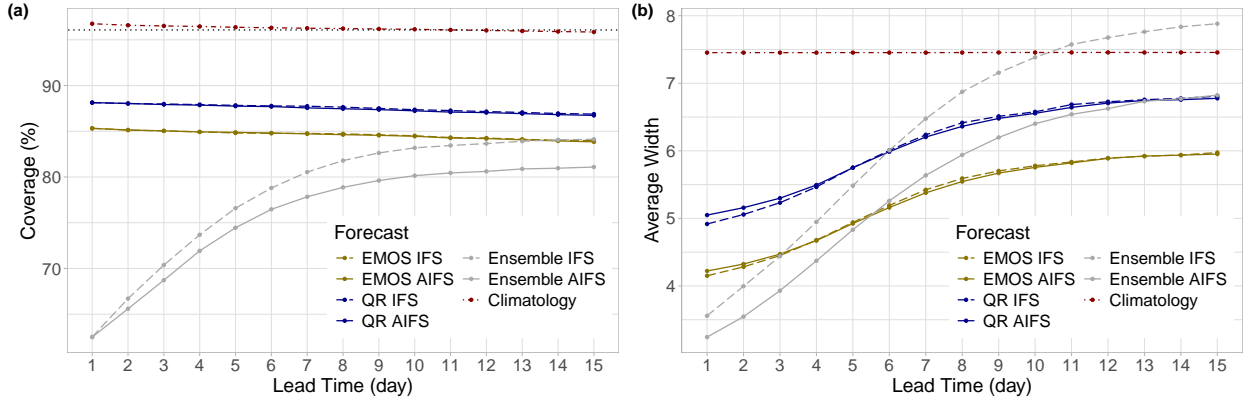 (a)
Coverage (%)
90
80
70
Forecast
EMOS IFS
EMOS AIFS
QR IFS
QR AIFS
Ensemble IFS
Ensemble AIFS
Climatology
1 2 3 4 5 6 7 8 9 10 11 12 13 14 15
Lead Time (day)
(b)
Average Width
8
7
6
5
4
Forecast
EMOS IFS
EMOS AIFS
QR IFS
QR AIFS
Ensemble IFS
Ensemble AIFS
Climatology
1 2 3 4 5 6 7 8 9 10 11 12 13 14 15
Lead Time (day)